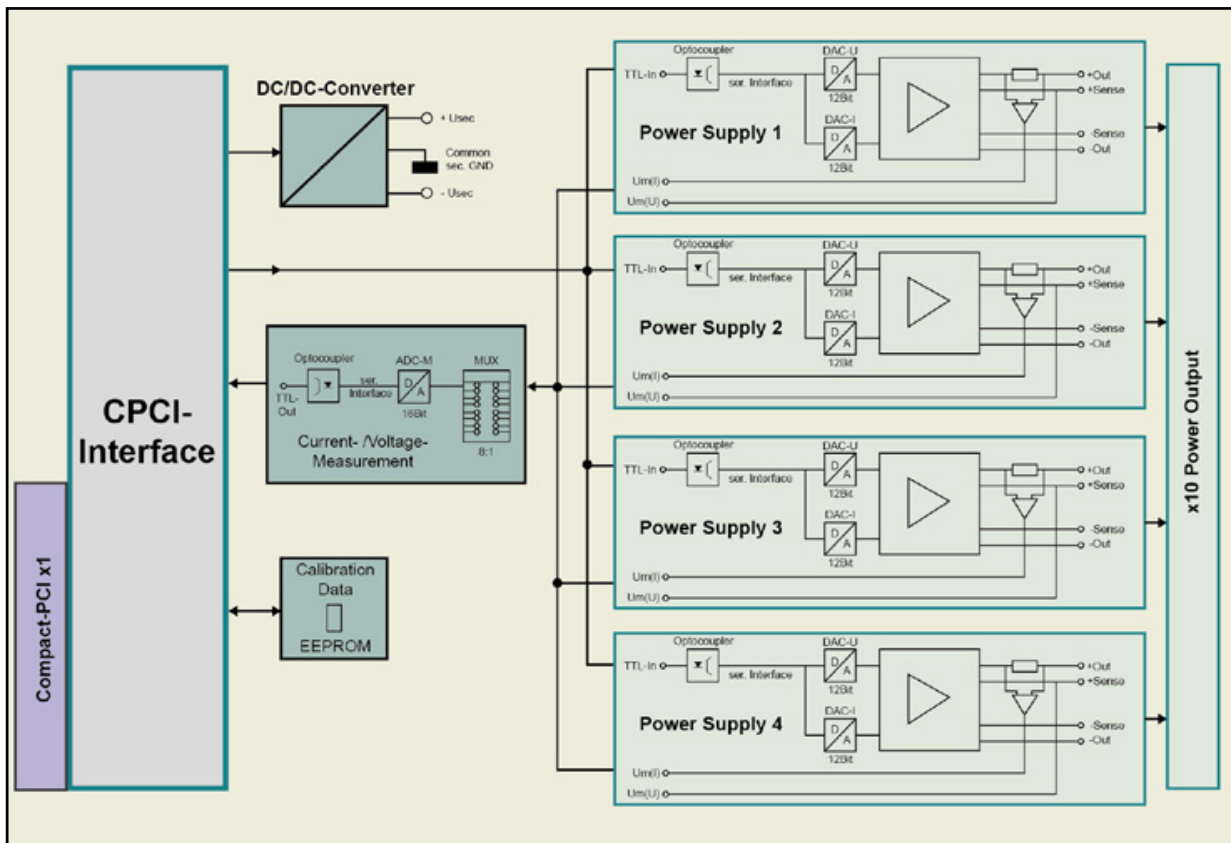 Compact-PCI x1
CPCI-
Interface
DC/DC-Converter
+ Usec
Common
sec. GND
- Usec
Optocoupler
TTL-
Out
ser.
Interface
ADC-M
D
A
16Bit
MUX
8:1
Current- /Voltage-
Measurement
Calibration
Data
EEPROM
Optocoupler
TTL-In
ser. Interface
DAC-U
D
A
12Bit
DAC-I
D
A
12Bit
Power Supply 1
+Out
+Sense
-Sense
-Out
Um(I)
Um(U)
Optocoupler
TTL-In
ser. Interface
DAC-U
D
A
12Bit
DAC-I
D
A
12Bit
Power Supply 2
+Out
+Sense
-Sense
-Out
Um(I)
Um(U)
Optocoupler
TTL-In
ser. Interface
DAC-U
D
A
12Bit
DAC-I
D
A
12Bit
Power Supply 3
+Out
+Sense
-Sense
-Out
Um(I)
Um(U)
Optocoupler
TTL-In
ser. Interface
DAC-U
D
A
12Bit
DAC-I
D
A
12Bit
Power Supply 4
+Out
+Sense
-Sense
-Out
Um(I)
Um(U)
x10 Power Output